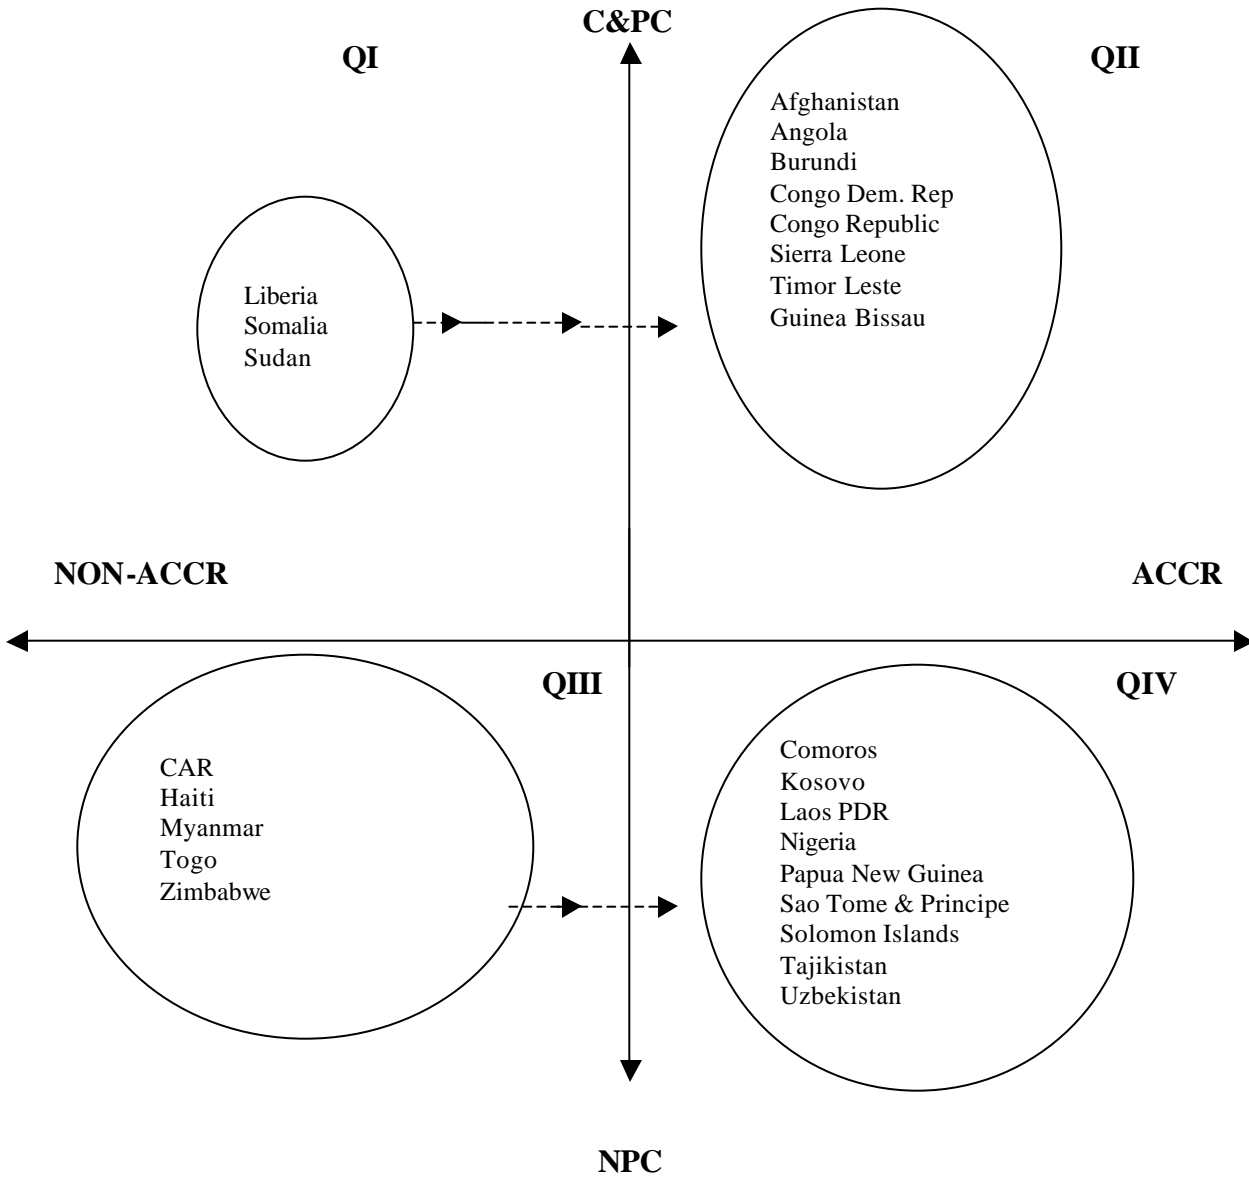 C&PC
QI
QII
Afghanistan
Angola
Burundi
Congo Dem. Rep
Congo Republic
Sierra Leone
Timor Leste
Guinea Bissau
Liberia
Somalia
Sudan
NON-ACCR
ACCR
QIII
QIV
CAR
Haiti
Myanmar
Togo
Zimbabwe
Comoros
Kosovo
Laos PDR
Nigeria
Papua New Guinea
Sao Tome & Principe
Solomon Islands
Tajikistan
Uzbekistan
NPC